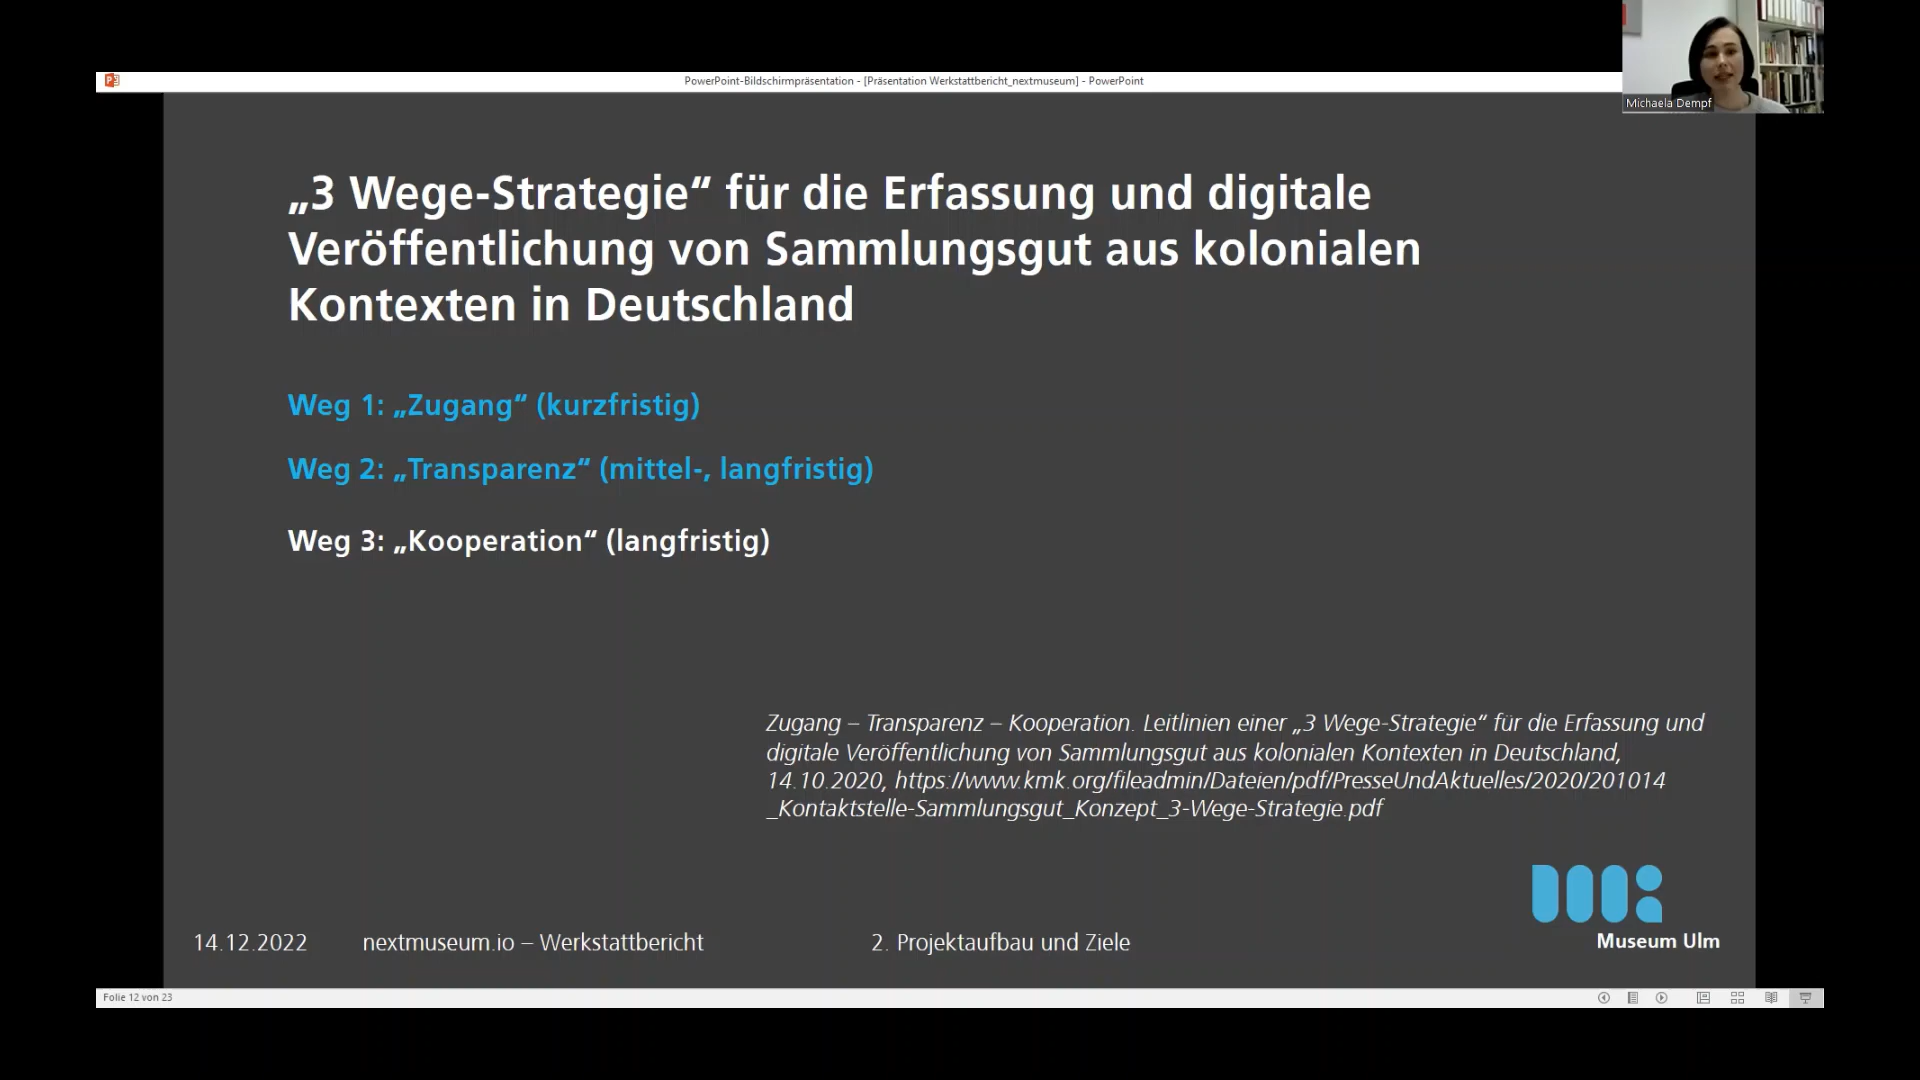 PowerPoint-Bildschirmpräsentation - [Präsentation Werkstattbericht_nextmuseum] - PowerPoint
Michaela Dempf
„3 Wege-Strategie“ für die Erfassung und digitale
Veröffentlichung von Sammlungsgut aus kolonialen
Kontexten in Deutschland
Weg 1: „Zugang“ (kurzfristig)
Weg 2: „Transparenz“ (mittel-, langfristig)
Weg 3: „Kooperation“ (langfristig)
Zugang – Transparenz – Kooperation. Leitlinien einer „3 Wege-Strategie“ für die Erfassung und
digitale Veröffentlichung von Sammlungsgut aus kolonialen Kontexten in Deutschland,
14.10.2020, https://www.kmk.org/fileadmin/Dateien/pdf/PresseUndAktuelles/2020/201014
_Kontaktstelle-Sammlungsgut_Konzept_3-Wege-Strategie.pdf
14.12.2022 nextmuseum.io – Werkstattbericht 2. Projektaufbau und Ziele
Museum Ulm
Folie 12 von 23